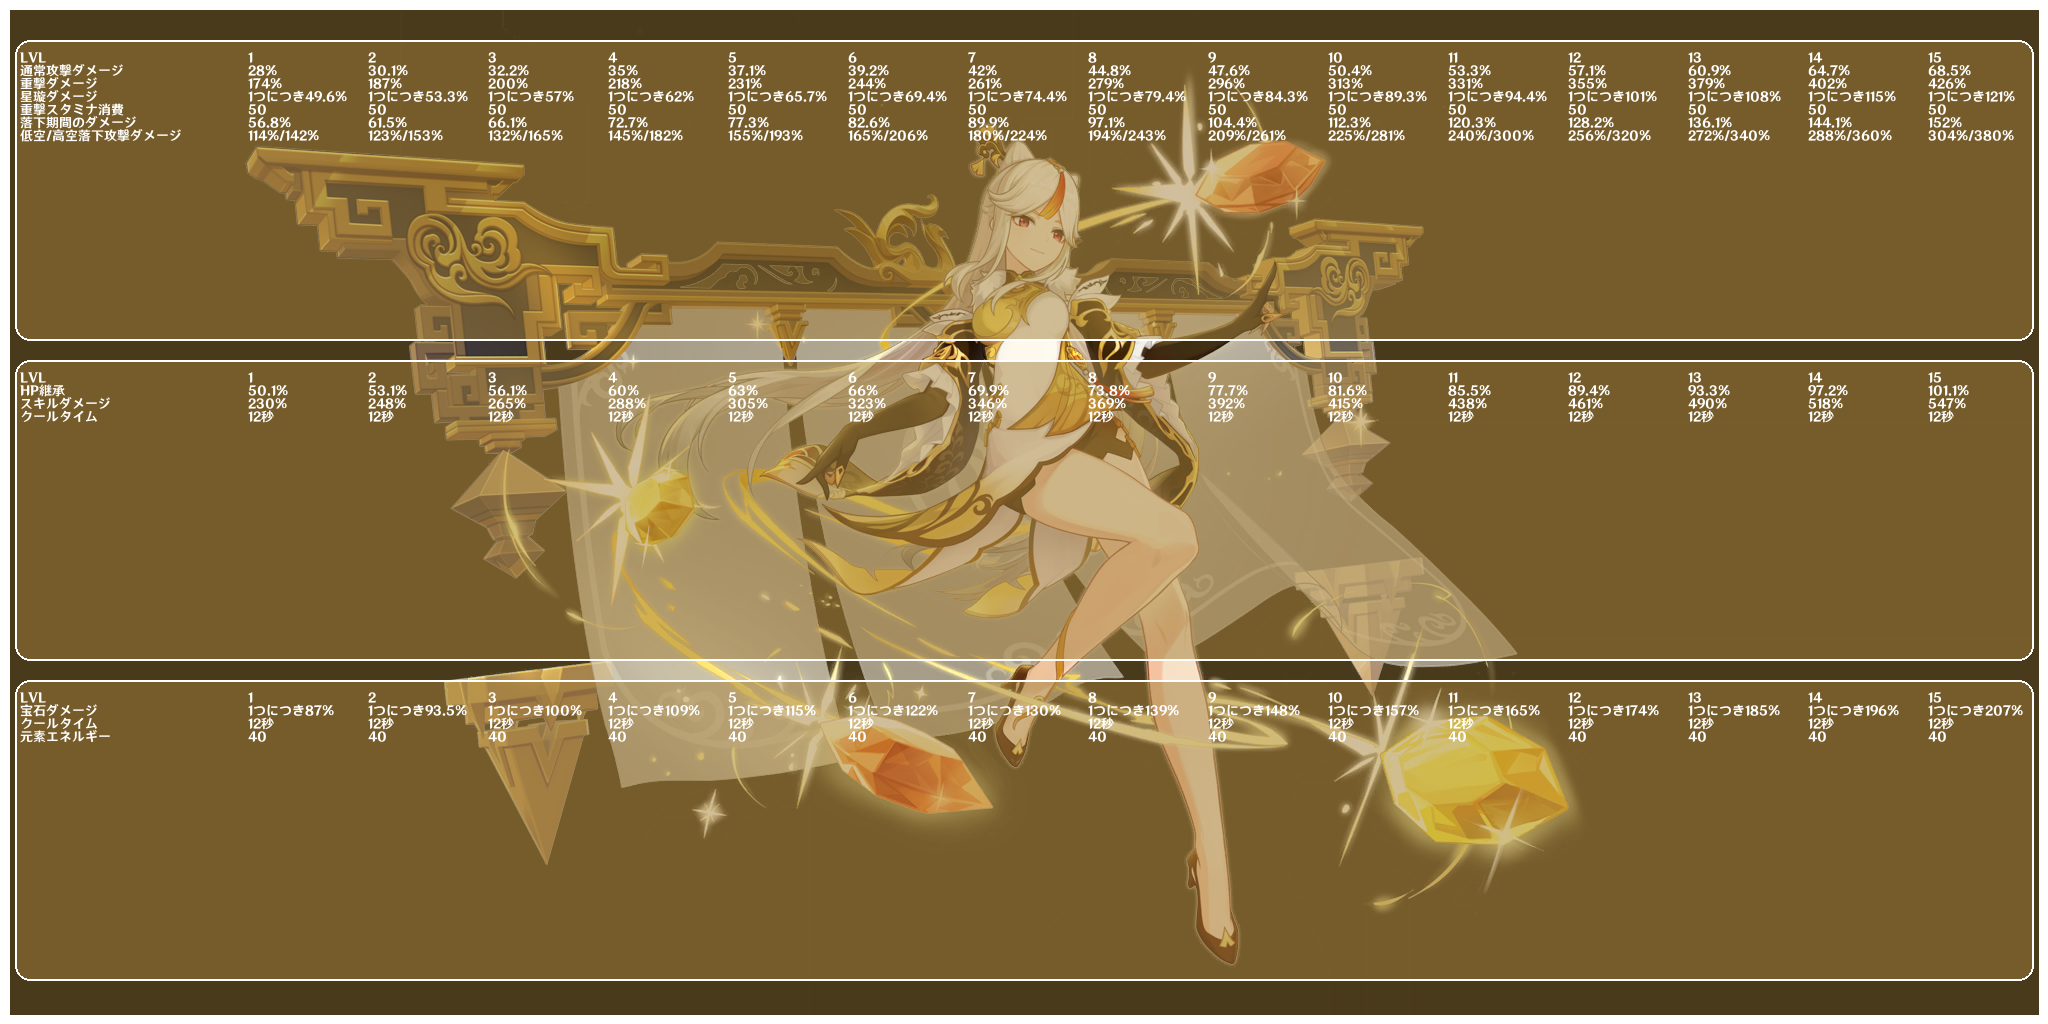 LVL 1 2 3 4 5 6 7 8 9 10 11 12 13 14 15
通常攻撃ダメージ 28% 30.1% 32.2% 35% 37.1% 39.2% 42% 44.8% 47.6% 50.4% 53.3% 57.1% 60.9% 64.7% 68.5%
重撃ダメージ 174% 187% 200% 218% 231% 244% 261% 279% 296% 313% 331% 355% 379% 402% 426%
星璇ダメージ 1つにつき49.6% 1つにつき53.3% 1つにつき57% 1つにつき62% 1つにつき65.7% 1つにつき69.4% 1つにつき74.4% 1つにつき79.4% 1つにつき84.3% 1つにつき89.3% 1つにつき94.4% 1つにつき101% 1つにつき108% 1つにつき115% 1つにつき121%
重撃スタミナ消費 50 50 50 50 50 50 50 50 50 50 50 50 50 50 50
落下期間のダメージ 56.8% 61.5% 66.1% 72.7% 77.3% 82.6% 89.9% 97.1% 104.4% 112.3% 120.3% 128.2% 136.1% 144.1% 152%
低空/高空落下攻撃ダメージ 114%/142% 123%/153% 132%/165% 145%/182% 155%/193% 165%/206% 180%/224% 194%/243% 209%/261% 225%/281% 240%/300% 256%/320% 272%/340% 288%/360% 304%/380%
LVL 1 2 3 4 5 6 7 8 9 10 11 12 13 14 15
HP継承 50.1% 53.1% 56.1% 60% 63% 66% 69.9% 73.8% 77.7% 81.6% 85.5% 89.4% 93.3% 97.2% 101.1%
スキルダメージ 230% 248% 265% 288% 305% 323% 346% 369% 392% 415% 438% 461% 490% 518% 547%
クールタイム 12秒 12秒 12秒 12秒 12秒 12秒 12秒 12秒 12秒 12秒 12秒 12秒 12秒 12秒 12秒
LVL 1 2 3 4 5 6 7 8 9 10 11 12 13 14 15
宝石ダメージ 1つにつき87% 1つにつき93.5% 1つにつき100% 1つにつき109% 1つにつき115% 1つにつき122% 1つにつき130% 1つにつき139% 1つにつき148% 1つにつき157% 1つにつき165% 1つにつき174% 1つにつき185% 1つにつき196% 1つにつき207%
クールタイム 12秒 12秒 12秒 12秒 12秒 12秒 12秒 12秒 12秒 12秒 12秒 12秒 12秒 12秒 12秒
元素エネルギー 40 40 40 40 40 40 40 40 40 40 40 40 40 40 40